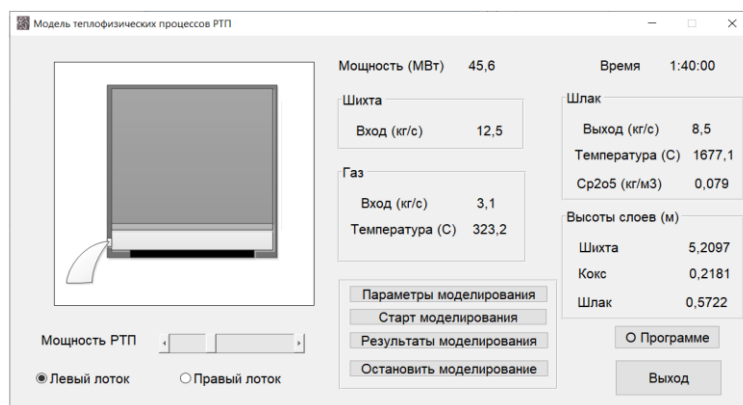 Модель теплофизических процессов РТП
Мощность (МВт) 45,6
Время 1:40:00
Шихта
Вход (кг/с) 12,5
Газ
Вход (кг/с) 3,1
Температура (С) 323,2
Шлак
Выход (кг/с) 8,5
Температура (С) 1677,1
Cp2o5 (кг/м3) 0,079
Высоты слоев (м)
Шихта 5,2097
Кокс 0,2181
Шлак 0,5722
Параметры моделирования
Старт моделирования
Результаты моделирования
Остановить моделирование
Мощность РТП
Левый лоток
Правый лоток
О Программе
Выход